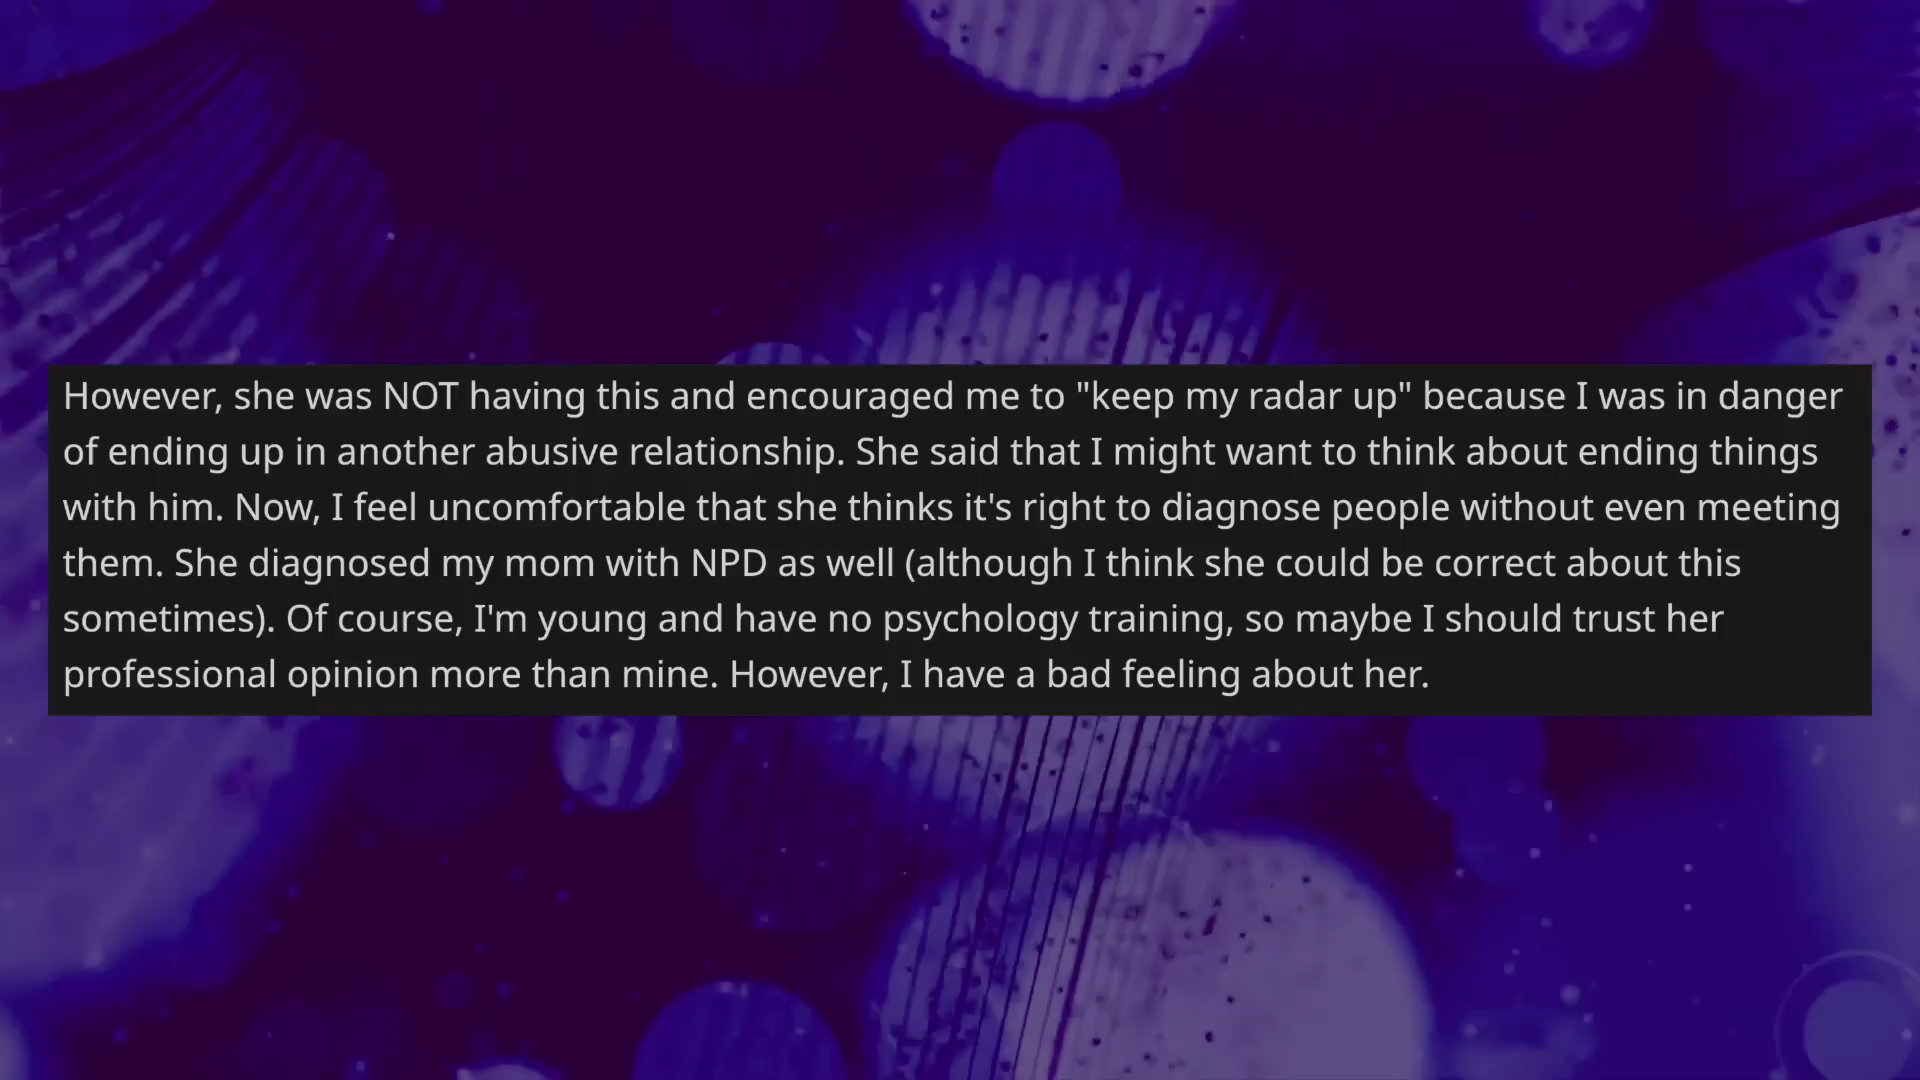 However, she was NOT having this and encouraged me to "keep my radar up" because I was in danger
of ending up in another abusive relationship. She said that I might want to think about ending things
with him. Now, I feel uncomfortable that she thinks it's right to diagnose people without even meeting
them. She diagnosed my mom with NPD as well (although I think she could be correct about this
sometimes). Of course, I'm young and have no psychology training, so maybe I should trust her
professional opinion more than mine. However, I have a bad feeling about her.